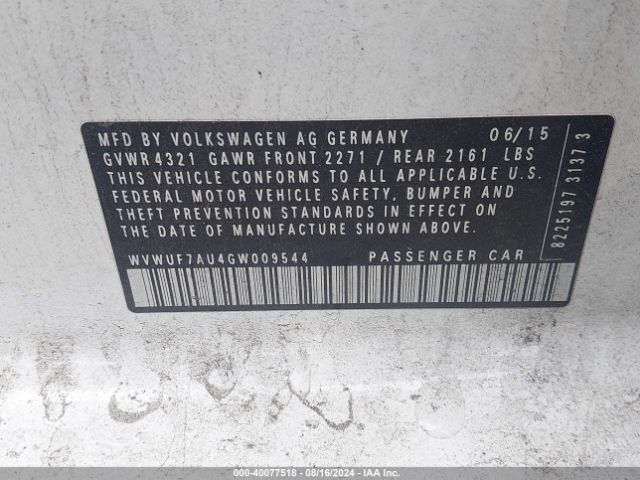 MFD BY VOLKSWAGEN AG GERMANY 06/15
GVWR 4321 GAWR FRONT 2271 / REAR 2161 LBS
THIS VEHICLE CONFORMS TO ALL APPLICABLE U.S.
FEDERAL MOTOR VEHICLE SAFETY, BUMPER AND
THEFT PREVENTION STANDARDS IN EFFECT ON
THE DATE OF MANUFACTURE SHOWN ABOVE.
WVWUF7AU4GW009544 PASSENGER CAR
8225197 31373
000-40077518 - 08/16/2024 - IAA Inc.